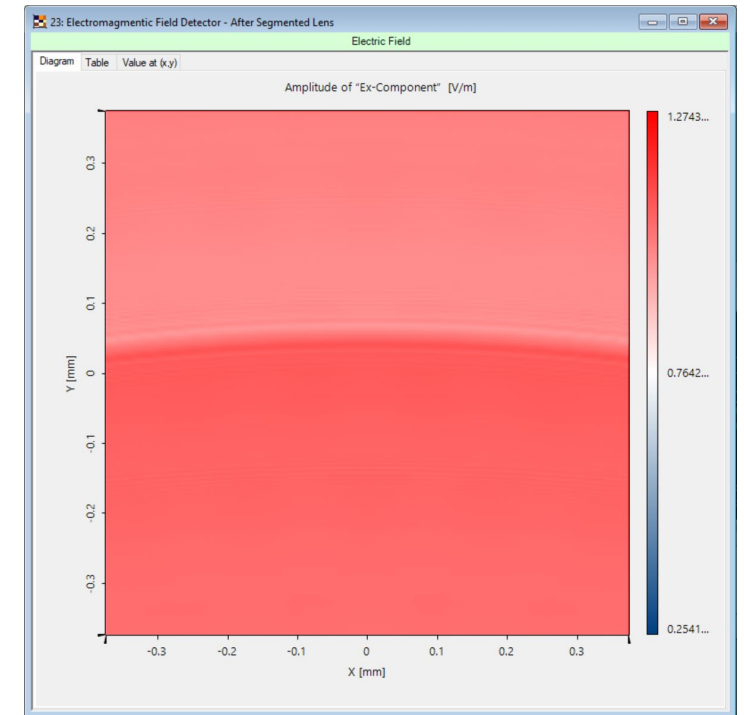 23: Electromagmentic Field Detector - After Segmented Lens
Electric Field
Diagram Table Value at (x,y)
Amplitude of "Ex-Component" [V/m]
1.2743...
0.7642...
0.2541...
Y [mm]
0.3
0.2
0.1
0
-0.1
-0.2
-0.3
-0.3 -0.2 -0.1 0 0.1 0.2 0.3
X [mm]